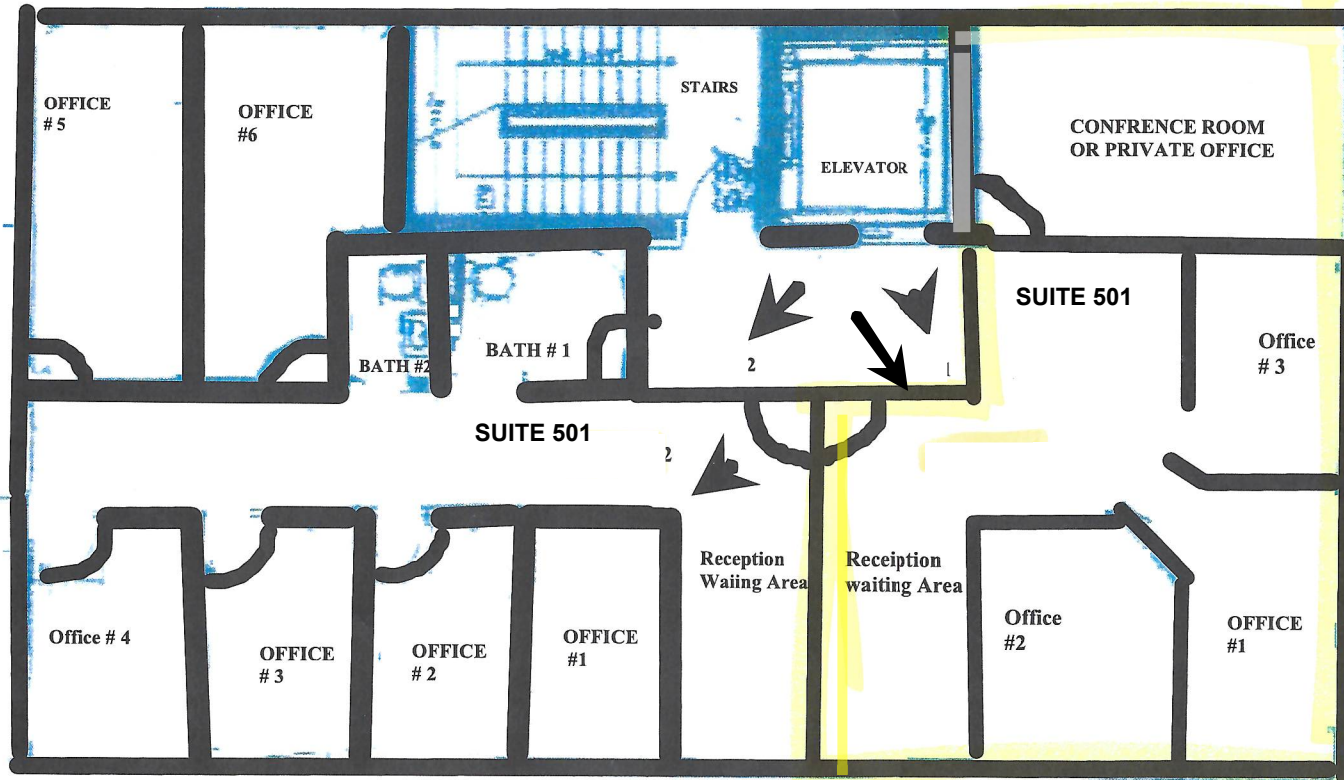 OFFICE
# 5
OFFICE
#6
STAIRS
ELEVATOR
CONFRENCE ROOM
OR PRIVATE OFFICE
SUITE 501
Office
# 3
BATH #2
BATH # 1
2
1
SUITE 501
2
Reception
Waiing Area
Receiption
waiting Area
Office # 4
OFFICE
# 3
OFFICE
# 2
OFFICE
#1
Office
#2
OFFICE
#1